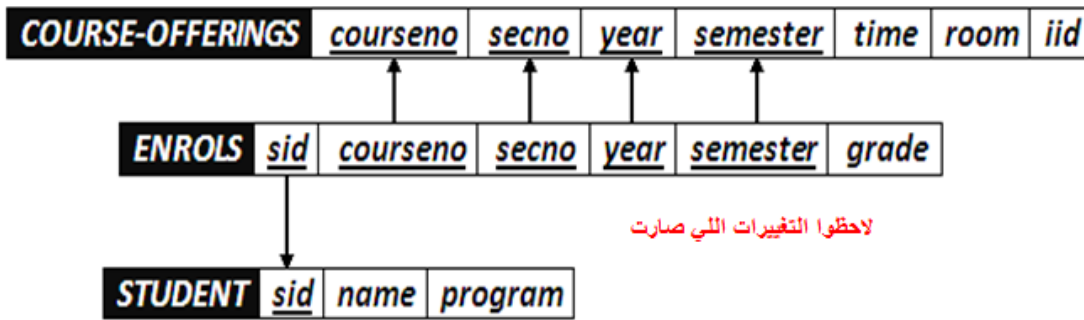 COURSE-OFFERINGS courseno secno year semester time room iid
ENROLS sid courseno secno year semester grade
لاحظوا التغييرات اللي صارت
STUDENT sid name program